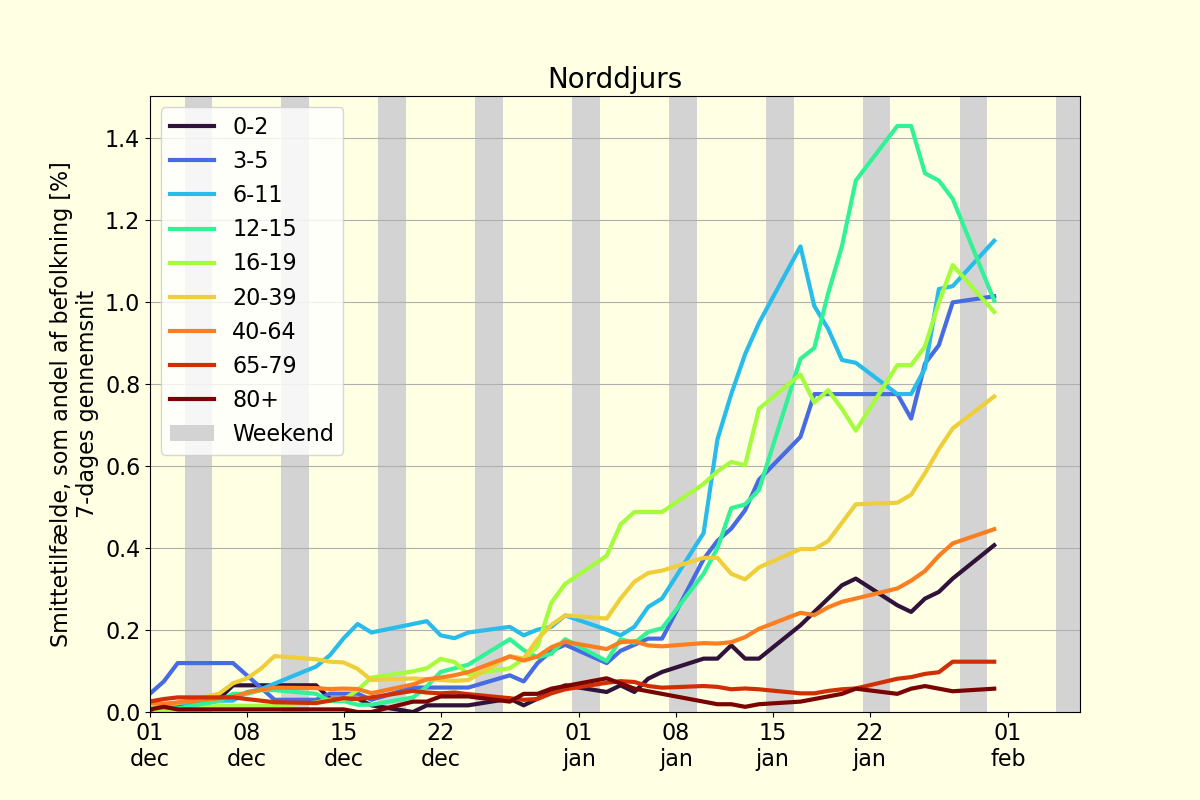 Norddjurs
Smittetilfælde, som andel af befolkning [%]
7-dages gennemsnit
1.4
1.2
1.0
0.8
0.6
0.4
0.2
0.0
0-2
3-5
6-11
12-15
16-19
20-39
40-64
65-79
80+
Weekend
01 08 15 22 01 08 15 22 01
dec dec dec dec jan jan jan jan feb